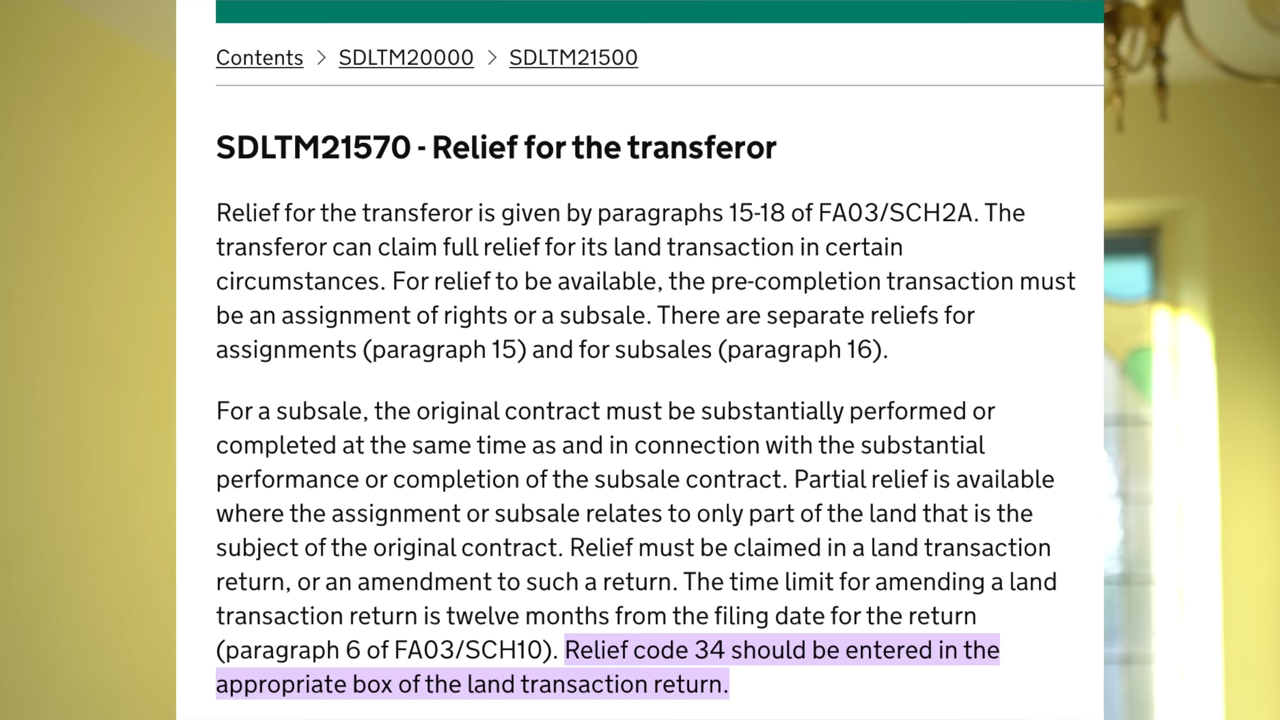 Contents > SDLTM20000 > SDLTM21500
SDLTM21570 - Relief for the transferor
Relief for the transferor is given by paragraphs 15-18 of FA03/SCH2A. The
transferor can claim full relief for its land transaction in certain
circumstances. For relief to be available, the pre-completion transaction must
be an assignment of rights or a subsale. There are separate reliefs for
assignments (paragraph 15) and for subsales (paragraph 16).
For a subsale, the original contract must be substantially performed or
completed at the same time as and in connection with the substantial
performance or completion of the subsale contract. Partial relief is available
where the assignment or subsale relates to only part of the land that is the
subject of the original contract. Relief must be claimed in a land transaction
return, or an amendment to such a return. The time limit for amending a land
transaction return is twelve months from the filing date for the return
(paragraph 6 of FA03/SCH10). Relief code 34 should be entered in the
appropriate box of the land transaction return.